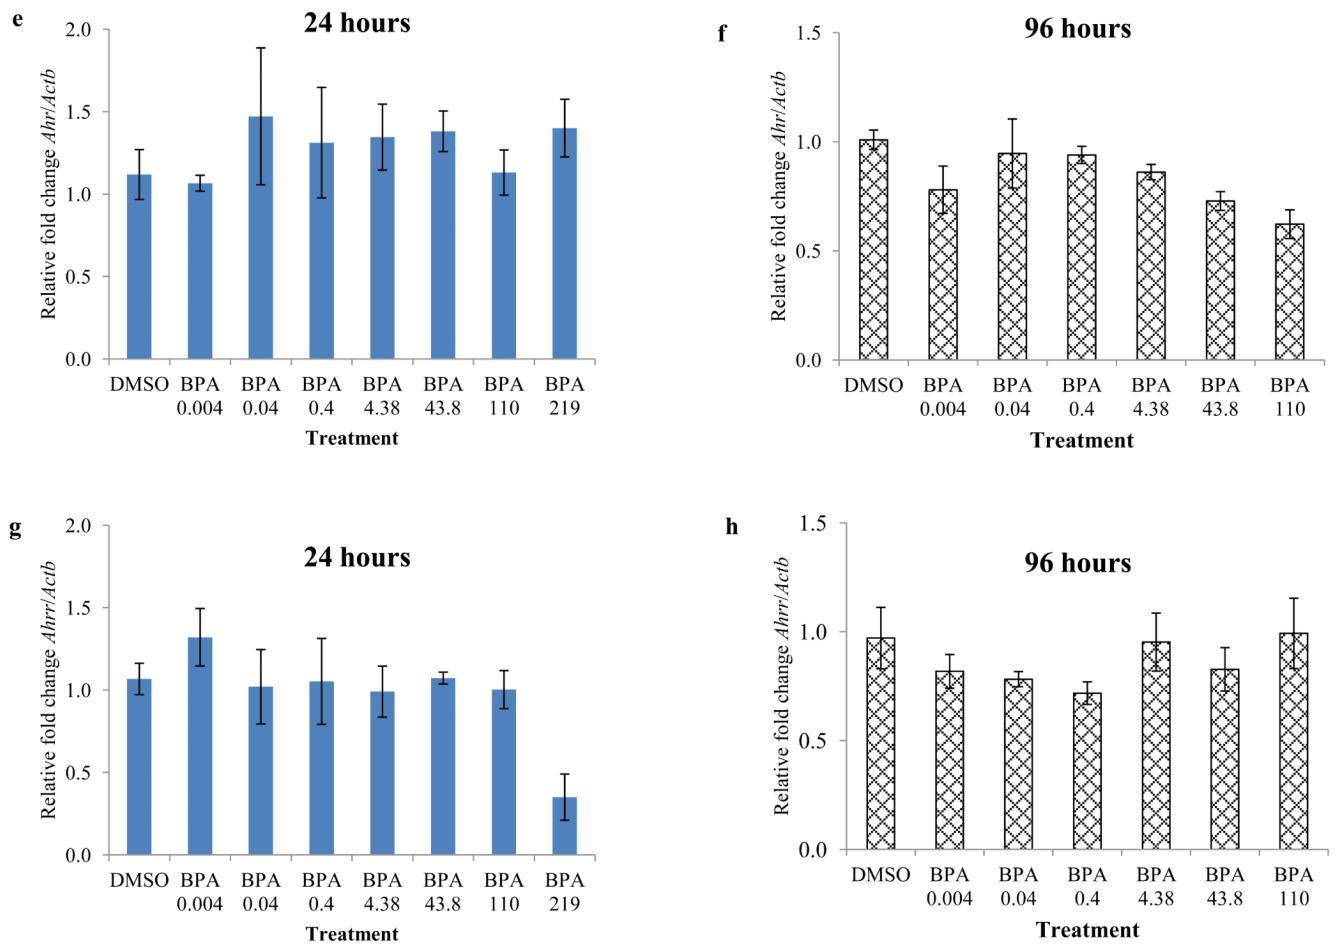 e
24 hours
Relative fold change Ahr/Actb
2.0
1.5
1.0
0.5
0.0
DMSO BPA BPA BPA BPA BPA BPA BPA
0.004 0.04 0.4 4.38 43.8 110 219
Treatment
f
96 hours
Relative fold change Ahr/Actb
1.5
1.0
0.5
0.0
DMSO BPA BPA BPA BPA BPA BPA
0.004 0.04 0.4 4.38 43.8 110
Treatment
g
24 hours
Relative fold change Ahrr/Actb
2.0
1.5
1.0
0.5
0.0
DMSO BPA BPA BPA BPA BPA BPA BPA
0.004 0.04 0.4 4.38 43.8 110 219
Treatment
h
96 hours
Relative fold change Ahrr/Actb
1.5
1.0
0.5
0.0
DMSO BPA BPA BPA BPA BPA BPA
0.004 0.04 0.4 4.38 43.8 110
Treatment